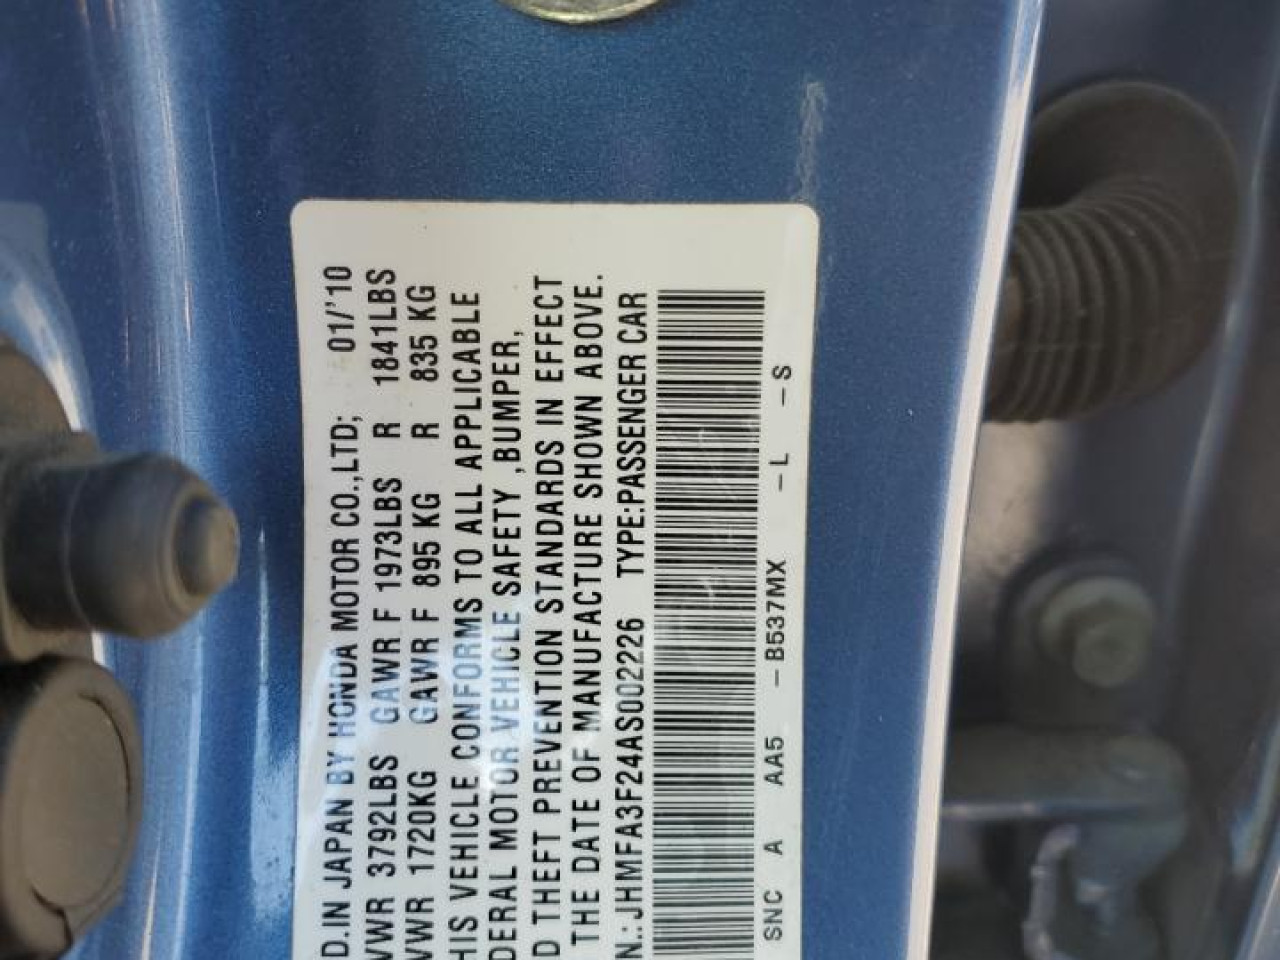 D.IN JAPAN BY HONDA MOTOR CO.,LTD; 01/'10
VWR 3792LBS GAWR F 1973LBS R 1841LBS
VWR 1720KG GAWR F 895 KG R 835 KG
HIS VEHICLE CONFORMS TO ALL APPLICABLE
DERAL MOTOR VEHICLE SAFETY ,BUMPER,
D THEFT PREVENTION STANDARDS IN EFFECT
THE DATE OF MANUFACTURE SHOWN ABOVE.
N.:JHMFA3F24AS002226 TYPE:PASSENGER CAR
SNC A AA5 -B537MX -L -S